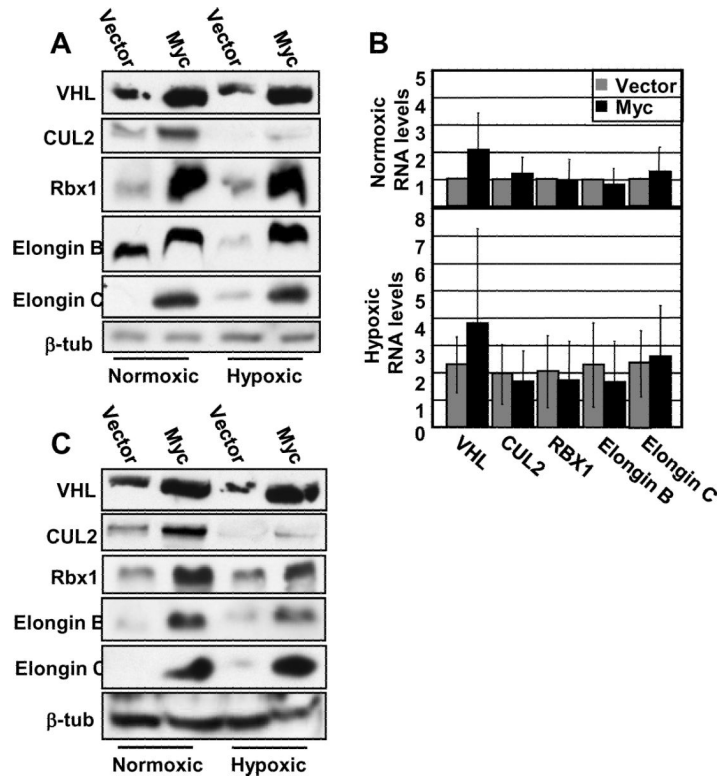 A
Vector
Myc
Vector
Myc
VHL
CUL2
Rbx1
Elongin B
Elongin C
β-tub
Normoxic
Hypoxic
B
Vector
Myc
Normoxic
RNA levels
5
4
3
2
1
Hypoxic
RNA levels
8
7
6
5
4
3
2
1
0
VHL
CUL2
RBX1
Elongin B
Elongin C
C
Vector
Myc
Vector
Myc
VHL
CUL2
Rbx1
Elongin B
Elongin C
β-tub
Normoxic
Hypoxic